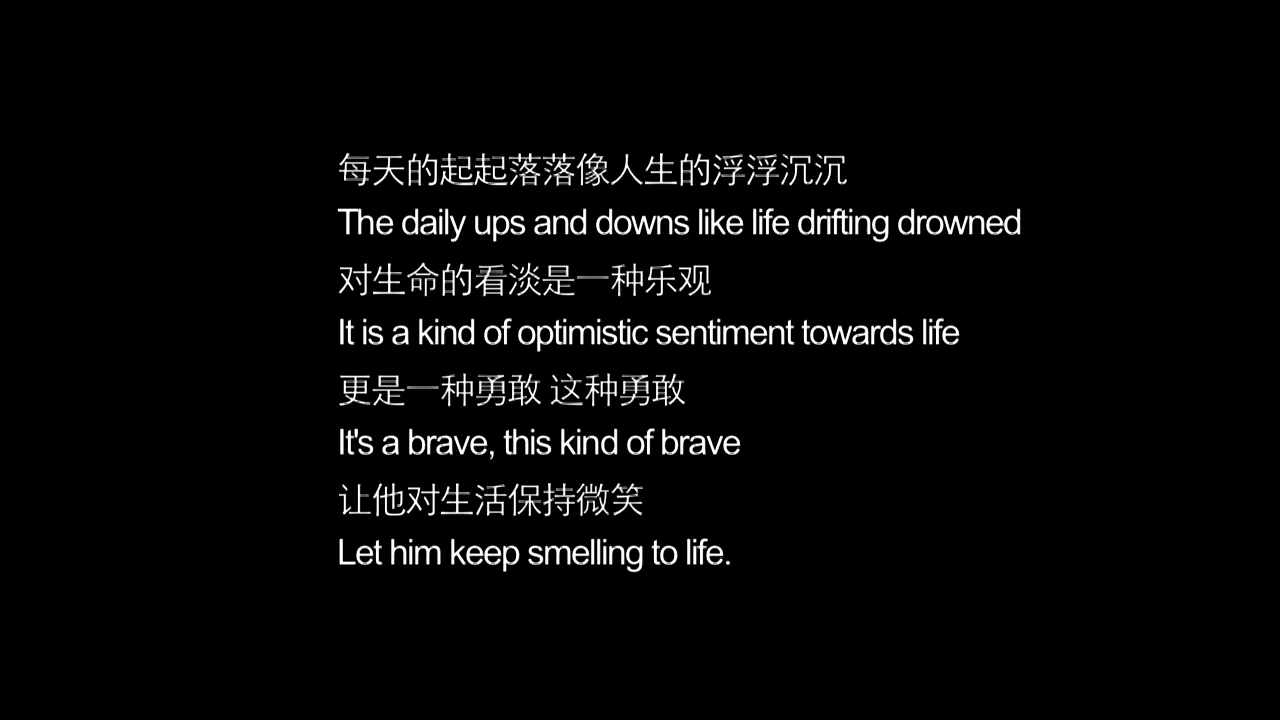 每天的起起落落像人生的浮浮沉沉
The daily ups and downs like life drifting drowned
对生命的看淡是一种乐观
It is a kind of optimistic sentiment towards life
更是一种勇敢 这种勇敢
It's a brave, this kind of brave
让他对生活保持微笑
Let him keep smelling to life.